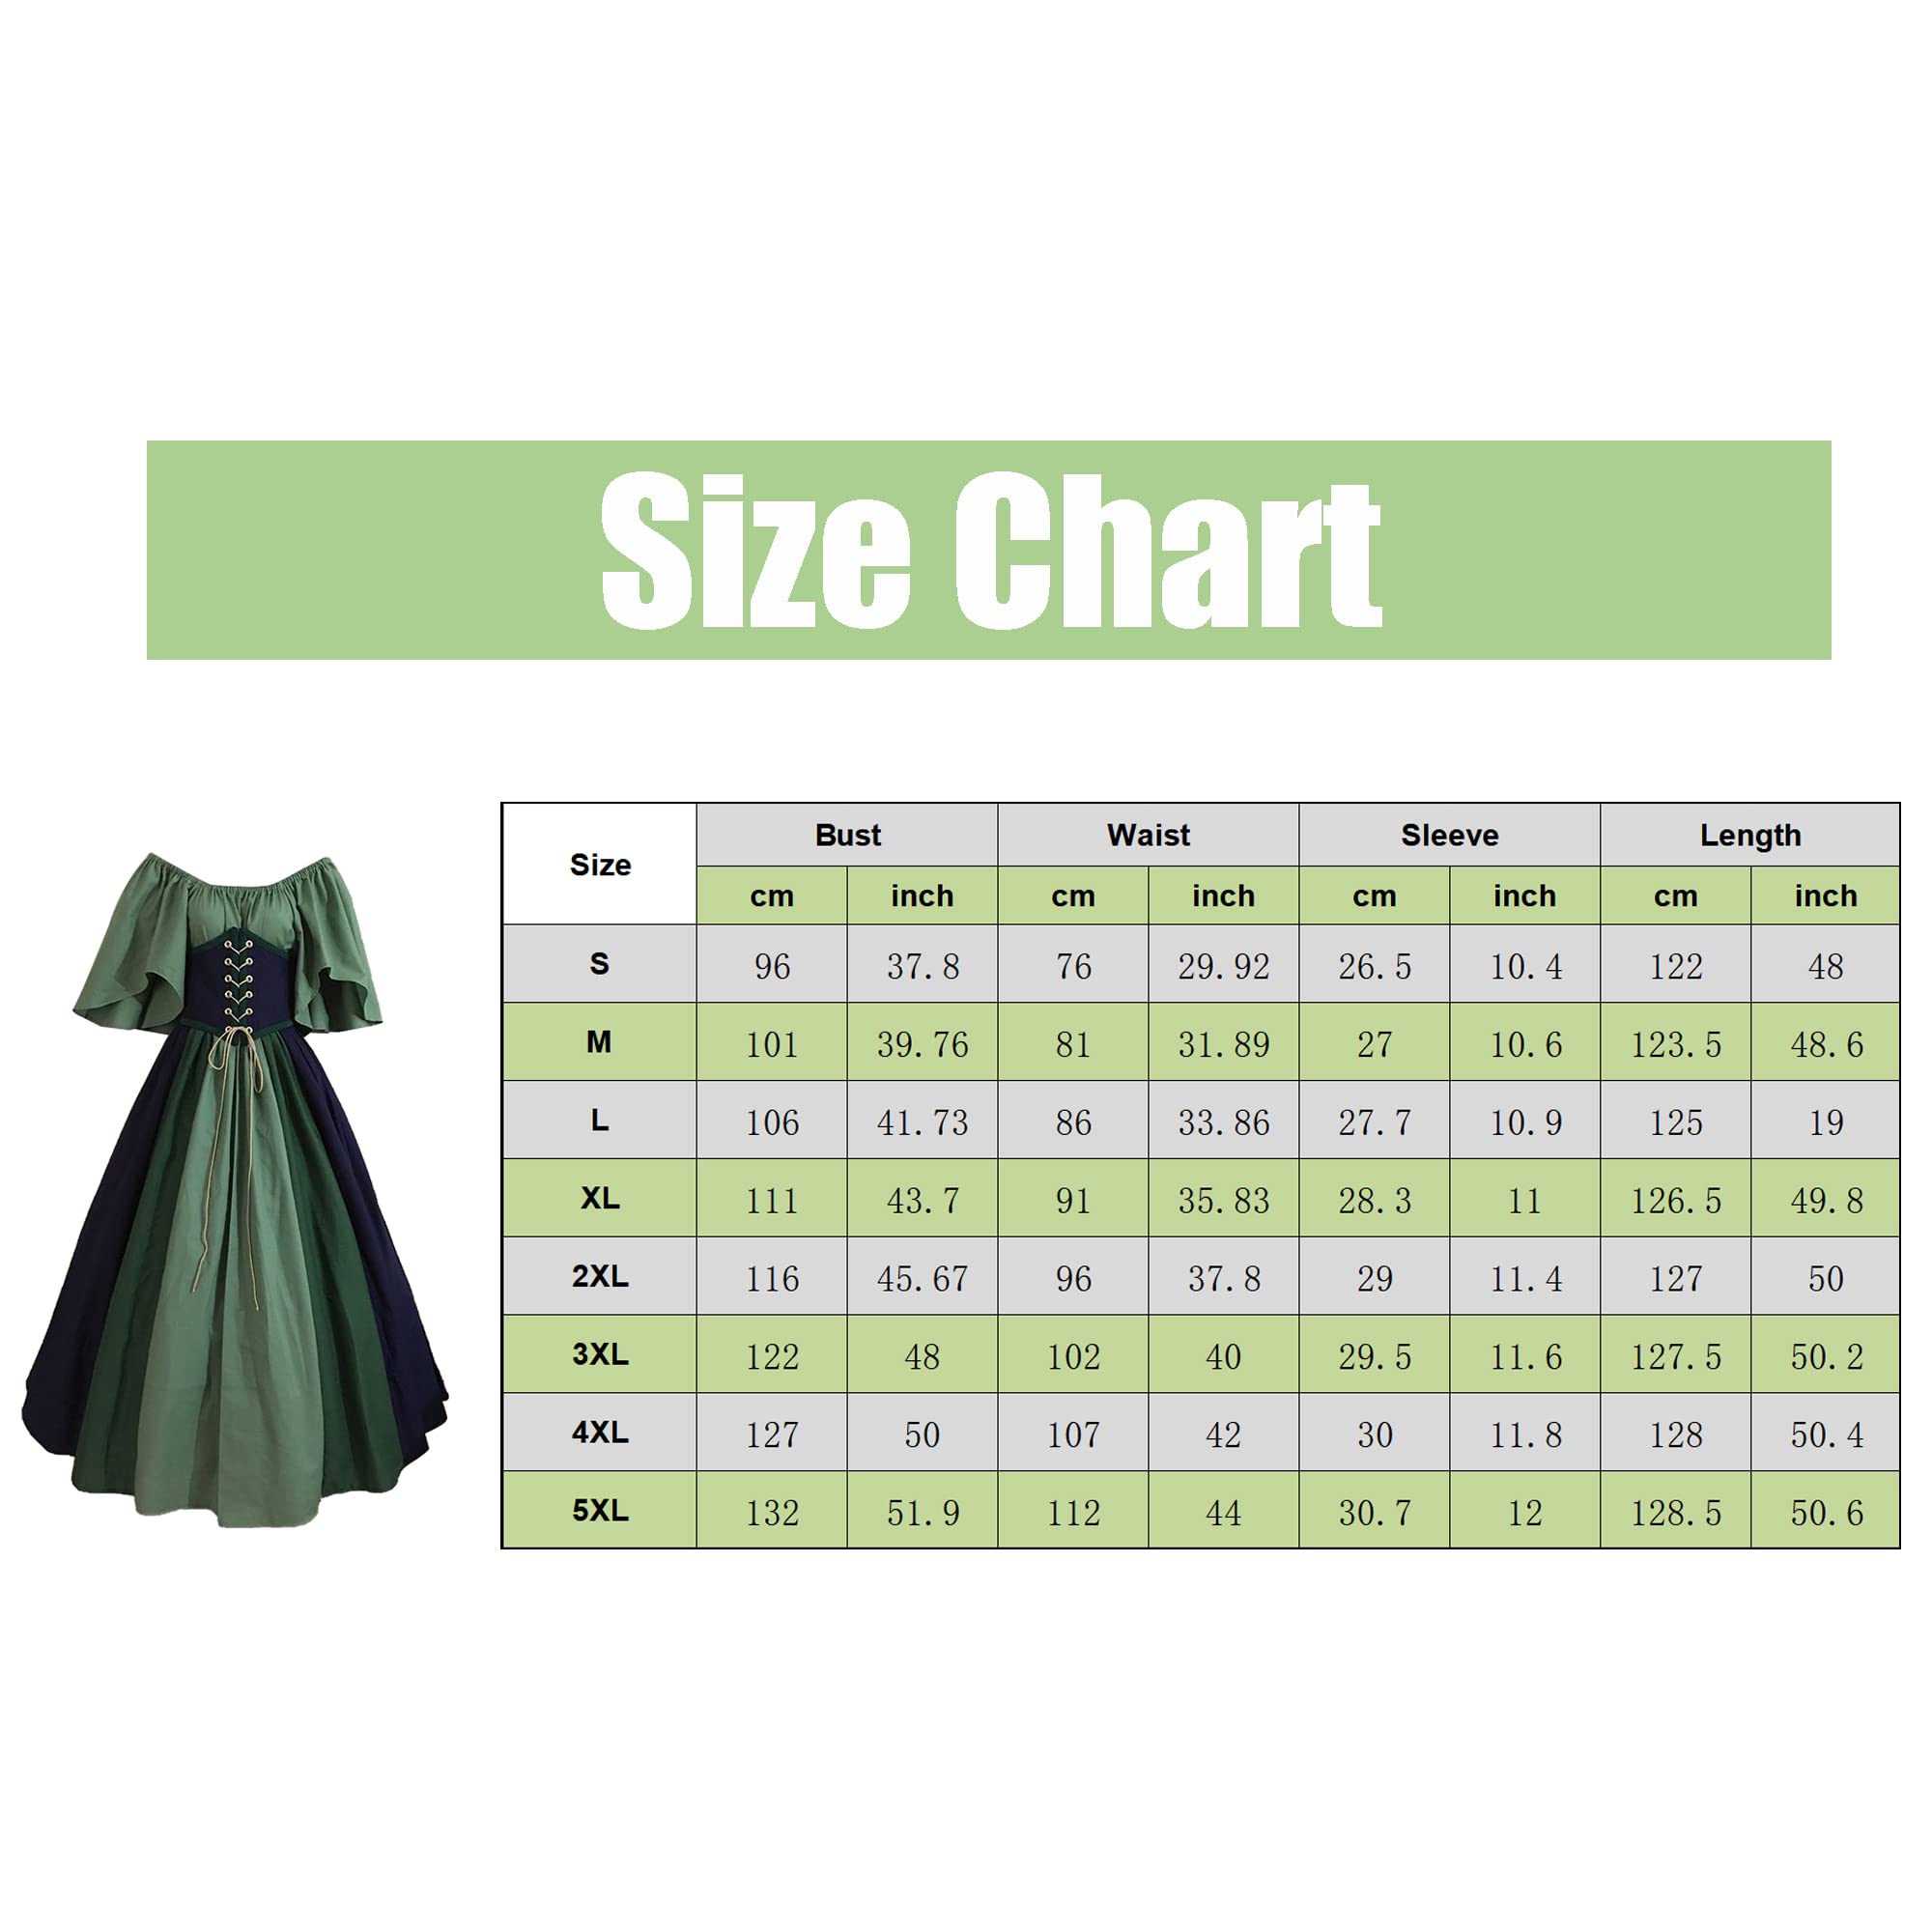 Size Chart
Size Bust Waist Sleeve Length
cm inch cm inch cm inch cm inch
S 96 37.8 76 29.92 26.5 10.4 122 48
M 101 39.76 81 31.89 27 10.6 123.5 48.6
L 106 41.73 86 33.86 27.7 10.9 125 19
XL 111 43.7 91 35.83 28.3 11 126.5 49.8
2XL 116 45.67 96 37.8 29 11.4 127 50
3XL 122 48 102 40 29.5 11.6 127.5 50.2
4XL 127 50 107 42 30 11.8 128 50.4
5XL 132 51.9 112 44 30.7 12 128.5 50.6